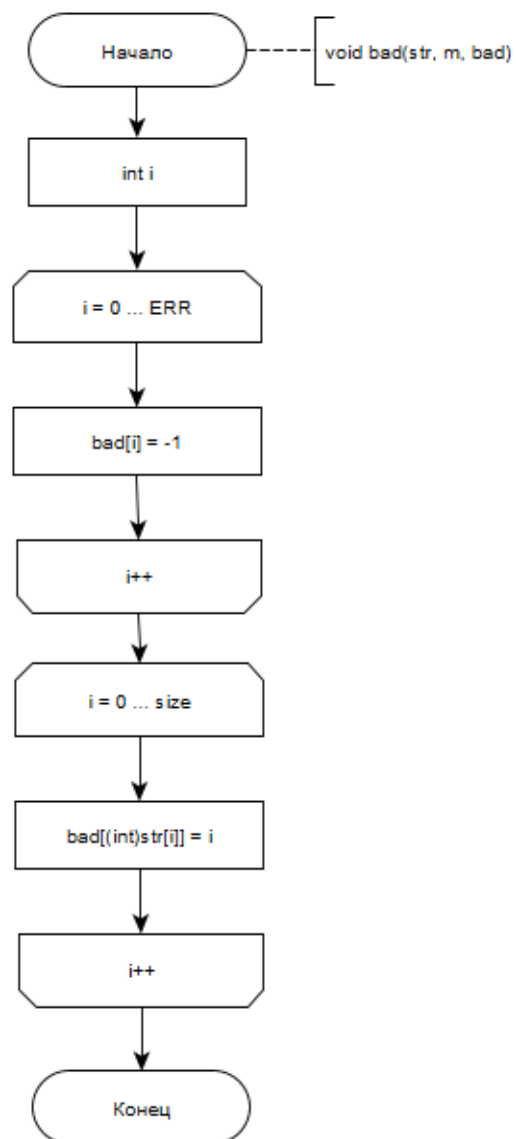 Начало
void bad(str, m, bad)
int i
i = 0 ... ERR
bad[i] = -1
i++
i = 0 ... size
bad[(int)str[i]] = i
i++
Конец